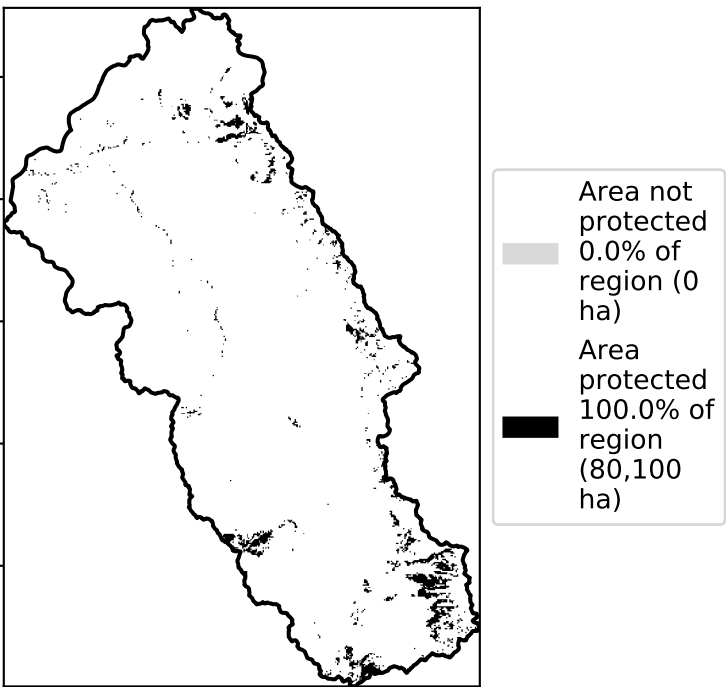 Area not
protected
0.0% of
region (0
ha)
Area
protected
100.0% of
region
(80,100
ha)